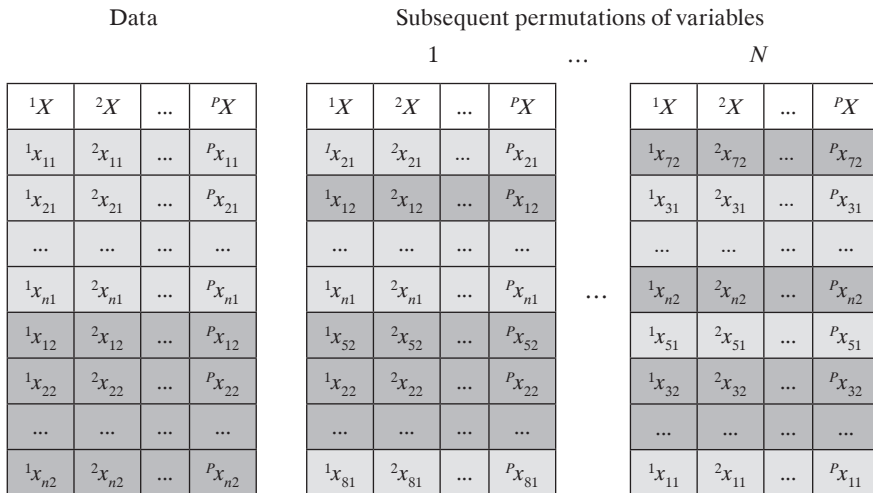 Data Subsequent permutations of variables
1 ... N
¹X ²X ... ᴾX ¹X ²X ... ᴾX ¹X ²X ... ᴾX
¹x₁₁ ²x₁₁ ... ᴾx₁₁ ¹x₂₁ ²x₂₁ ... ᴾx₂₁ ¹x₇₂ ²x₇₂ ... ᴾx₇₂
¹x₂₁ ²x₂₁ ... ᴾx₂₁ ¹x₁₂ ²x₁₂ ... ᴾx₁₂ ¹x₃₁ ²x₃₁ ... ᴾx₃₁
... ... ... ... ... ... ... ... ... ... ... ...
¹xₙ₁ ²xₙ₁ ... ᴾxₙ₁ ¹xₙ₁ ²xₙ₁ ... ᴾxₙ₁ ... ¹xₙ₂ ²xₙ₂ ... ᴾxₙ₂
¹x₁₂ ²x₁₂ ... ᴾx₁₂ ¹x₅₂ ²x₅₂ ... ᴾx₅₂ ¹x₅₁ ²x₅₁ ... ᴾx₅₁
¹x₂₂ ²x₂₂ ... ᴾx₂₂ ¹x₂₂ ²x₂₂ ... ᴾx₂₂ ¹x₃₂ ²x₃₂ ... ᴾx₃₂
... ... ... ... ... ... ... ... ... ... ... ...
¹xₙ₂ ²xₙ₂ ... ᴾxₙ₂ ¹x₈₁ ²x₈₁ ... ᴾx₈₁ ¹x₁₁ ²x₁₁ ... ᴾx₁₁